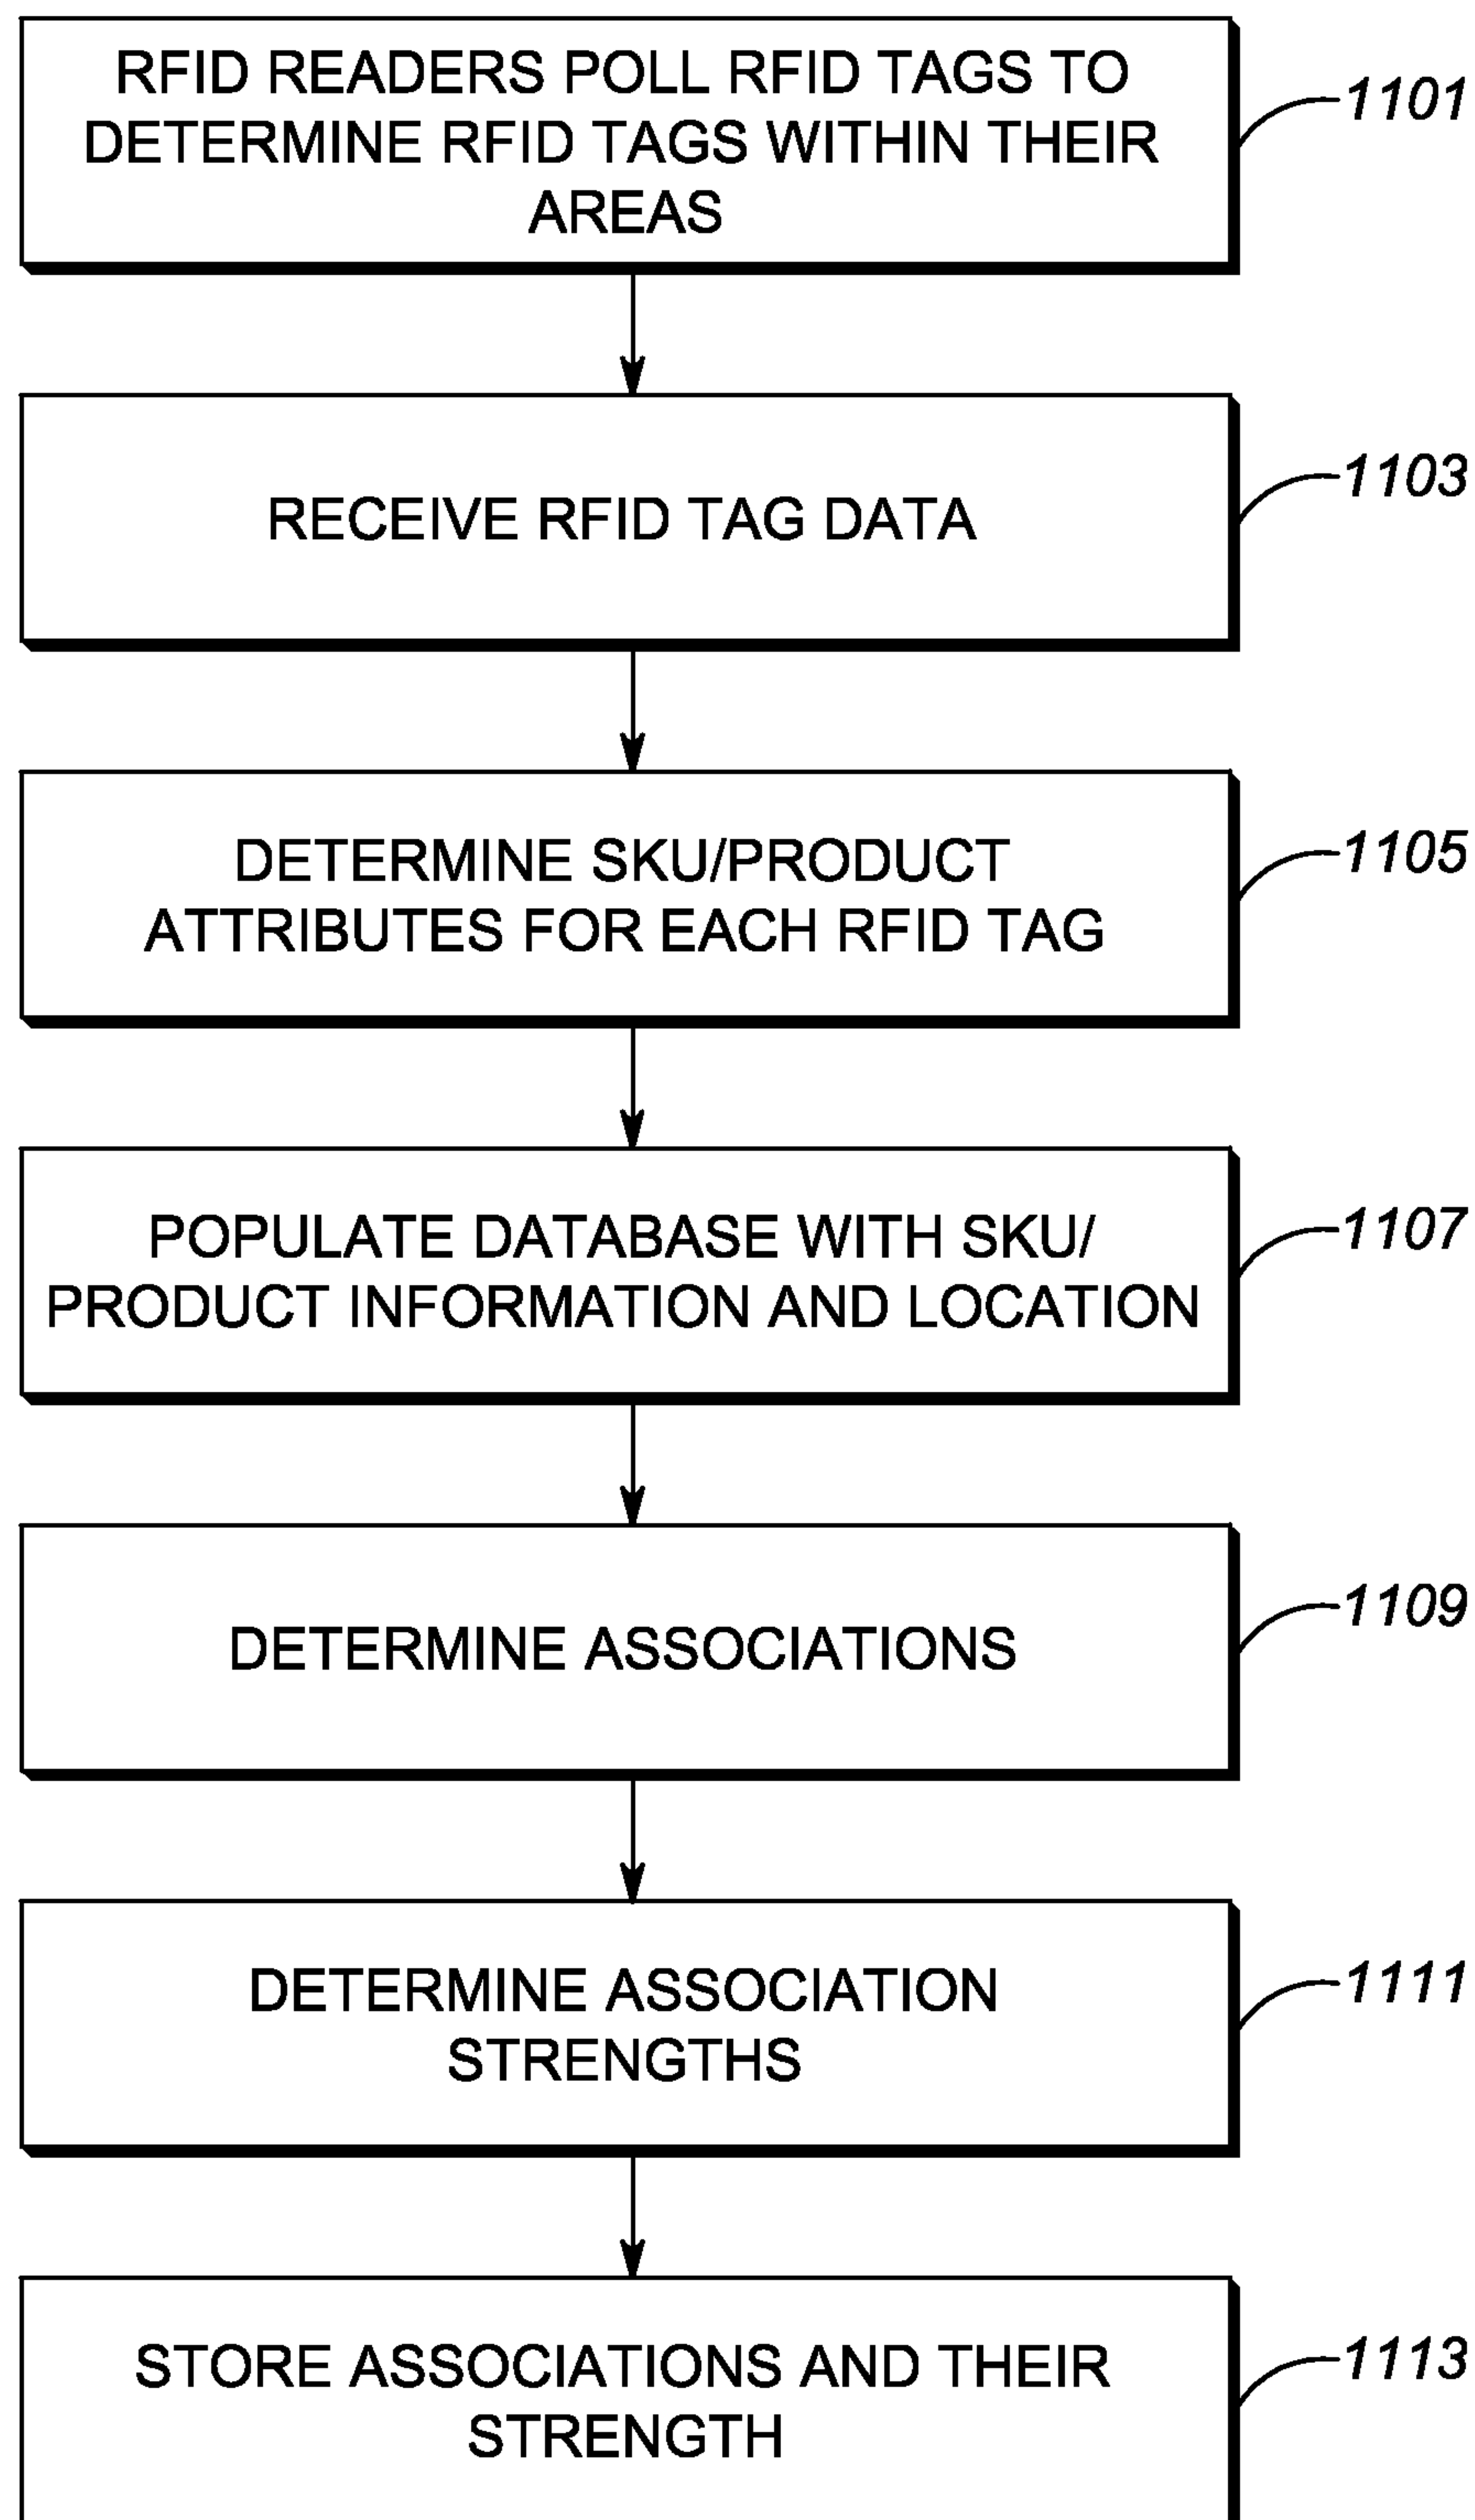 RFID READERS POLL RFID TAGS TO
DETERMINE RFID TAGS WITHIN THEIR
AREAS
1101
RECEIVE RFID TAG DATA
1103
DETERMINE SKU/PRODUCT
ATTRIBUTES FOR EACH RFID TAG
1105
POPULATE DATABASE WITH SKU/
PRODUCT INFORMATION AND LOCATION
1107
DETERMINE ASSOCIATIONS
1109
DETERMINE ASSOCIATION
STRENGTHS
1111
STORE ASSOCIATIONS AND THEIR
STRENGTH
1113